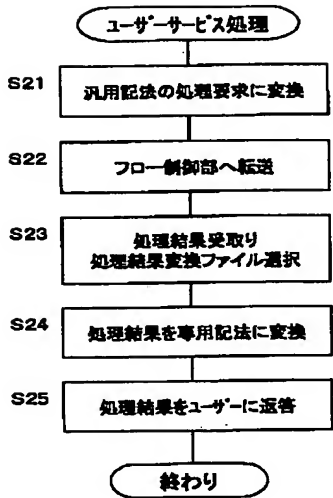 ユーザーサービス処理
S21
汎用記法の処理要求に変換
S22
フロー制御部へ転送
S23
処理結果受取り
処理結果変換ファイル選択
S24
処理結果を専用記法に変換
S25
処理結果をユーザーに返答
終わり